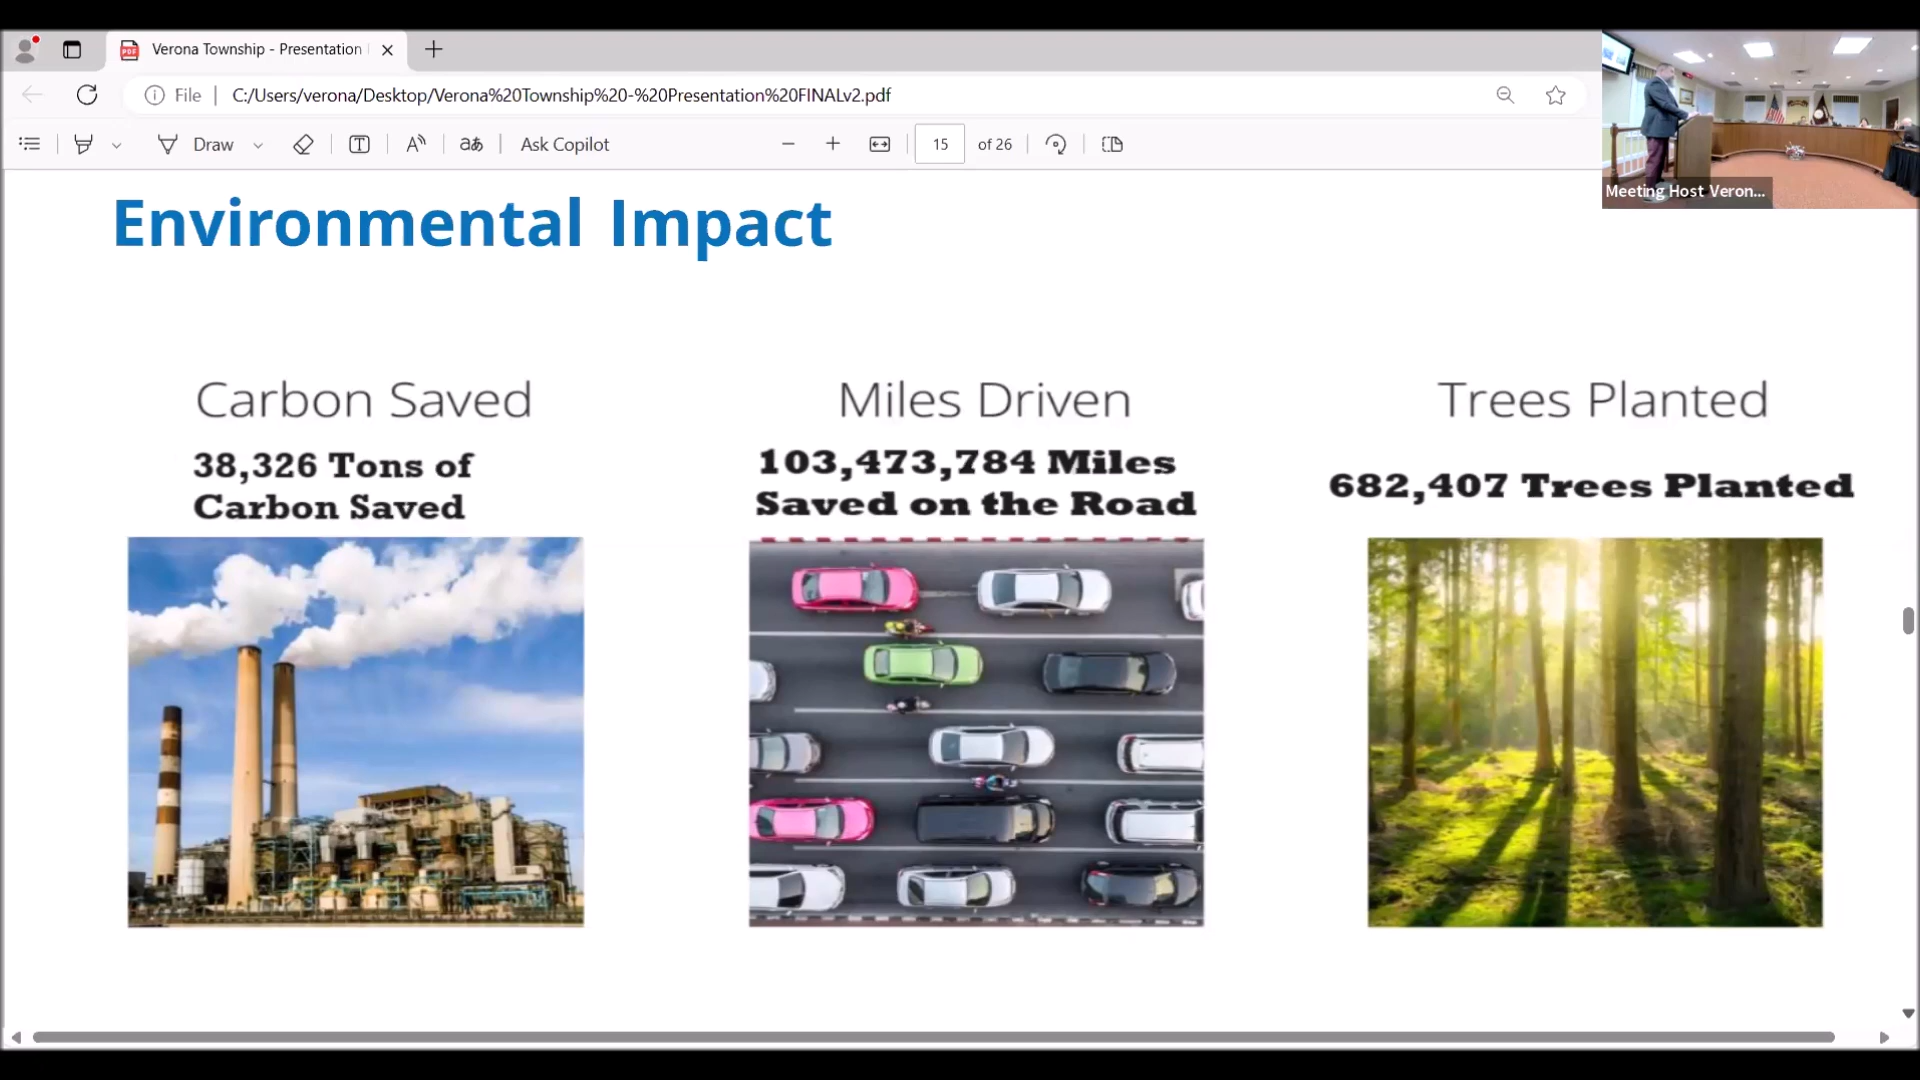 Verona Township - Presentation
File
C:/Users/verona/Desktop/Verona%20Township%20-%20Presentation%20FINALv2.pdf
Draw
Ask Copilot
15
of 26
Meeting Host Veron...
Environmental Impact
Carbon Saved
38,326 Tons of
Carbon Saved
Miles Driven
103,473,784 Miles
Saved on the Road
Trees Planted
682,407 Trees Planted